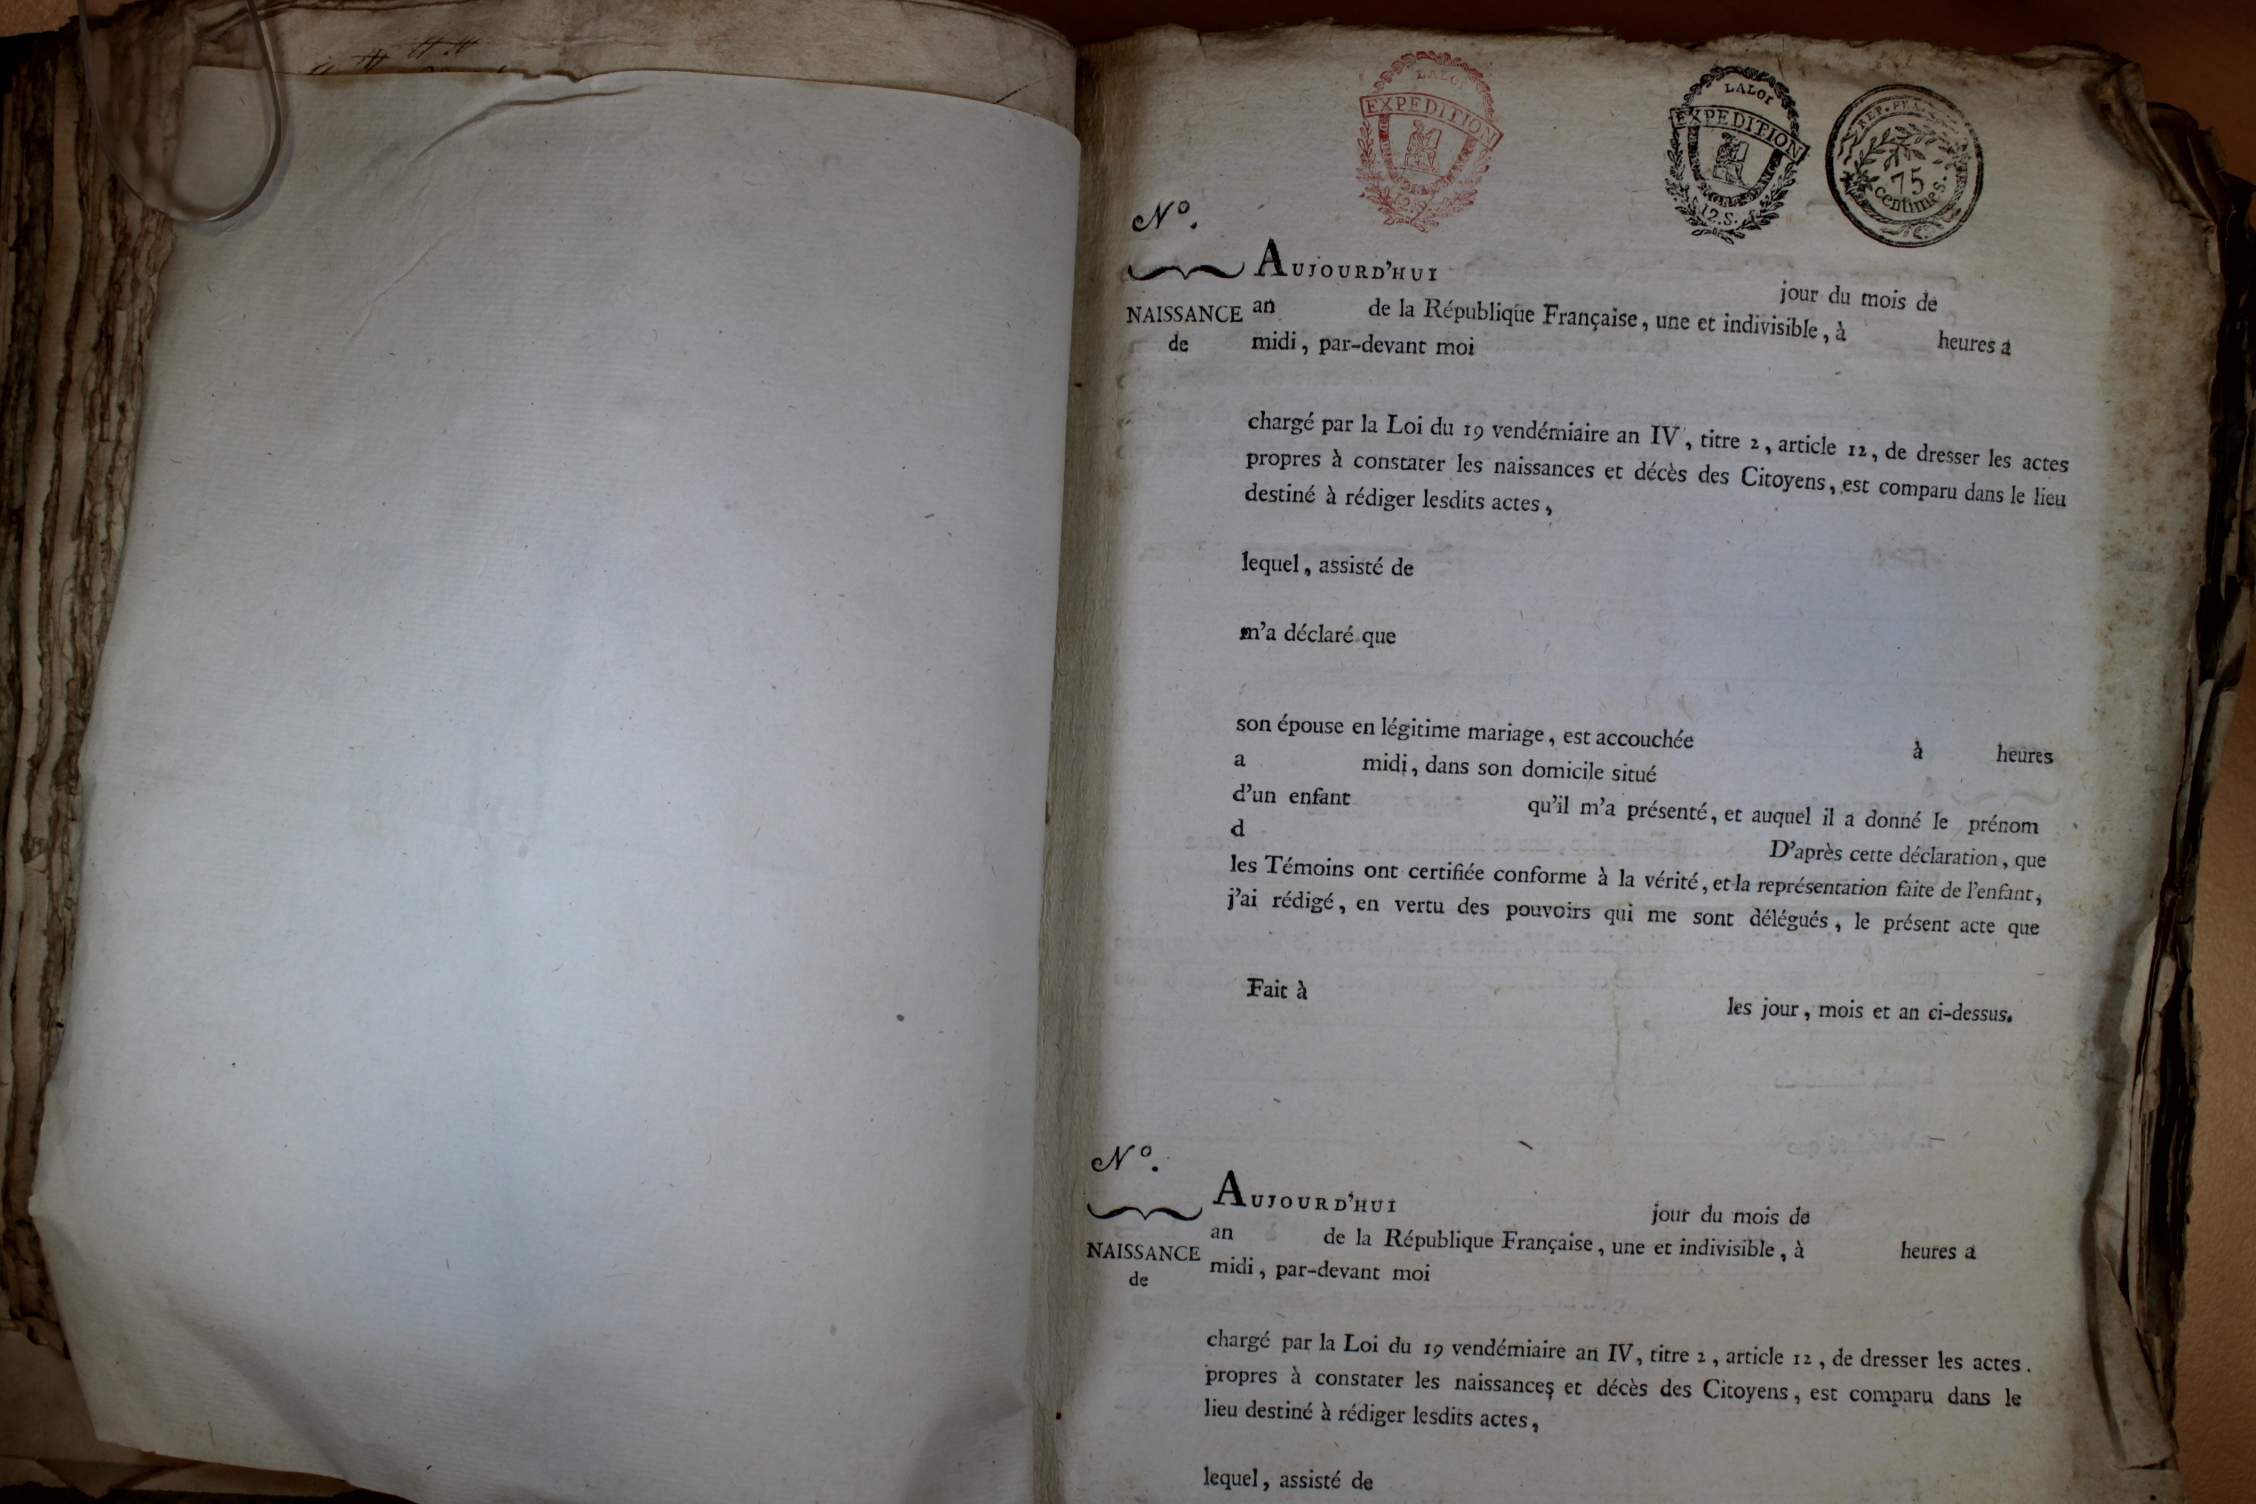 LALOI
EXPEDITION
12.S.
LALOI
EXPEDITION
12.S.
REP. FRA.
75
Centimes.
N.º
AUJOURD'HUI jour du mois de
NAISSANCE an de la République Française, une et indivisible, à heures a
de midi, par-devant moi
chargé par la Loi du 19 vendémiaire an IV, titre 2, article 12, de dresser les actes
propres à constater les naissances et décès des Citoyens, est comparu dans le lieu
destiné à rédiger lesdits actes,
lequel, assisté de
m'a déclaré que
son épouse en légitime mariage, est accouchée à heures
a midi, dans son domicile situé
d'un enfant qu'il m'a présenté, et auquel il a donné le prénom
d D'après cette déclaration, que
les Témoins ont certifiée conforme à la vérité, et la représentation faite de l'enfant,
j'ai rédigé, en vertu des pouvoirs qui me sont délégués, le présent acte que
Fait à les jour, mois et an ci-dessus.
N.º
AUJOURD'HUI jour du mois de
an de la République Française, une et indivisible, à heures a
NAISSANCE midi, par-devant moi
de
chargé par la Loi du 19 vendémiaire an IV, titre 2, article 12, de dresser les actes.
propres à constater les naissances et décès des Citoyens, est comparu dans le
lieu destiné à rédiger lesdits actes,
lequel, assisté de